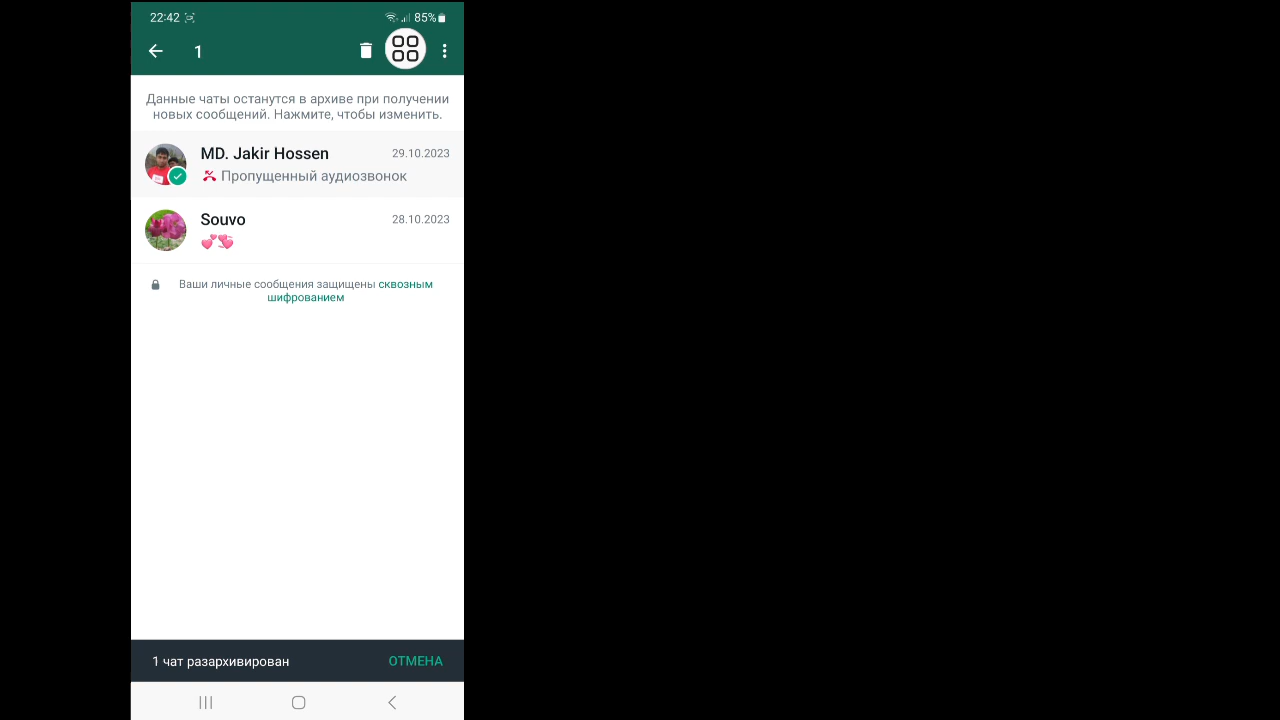 22:42 85%
1
Данные чаты останутся в архиве при получении
новых сообщений. Нажмите, чтобы изменить.
MD. Jakir Hossen 29.10.2023
Пропущенный аудиозвонок
Souvo 28.10.2023
💕💞
Ваши личные сообщения защищены сквозным
шифрованием
1 чат разархивирован ОТМЕНА